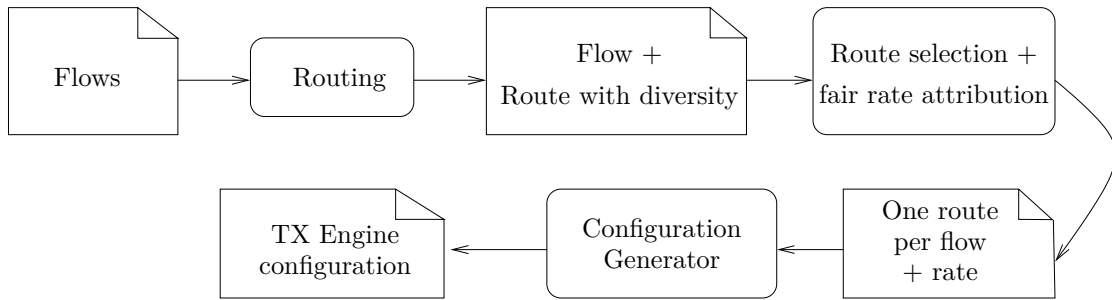 Flows
Routing
Flow +
Route with diversity
Route selection +
fair rate attribution
TX Engine
configuration
Configuration
Generator
One route
per flow
+ rate